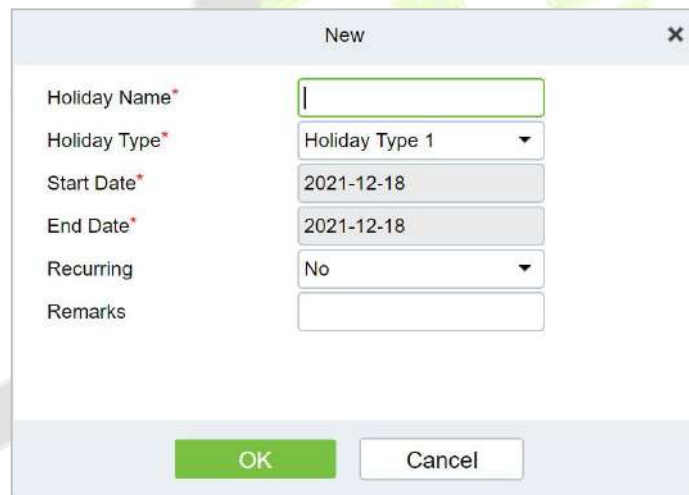 New
Holiday Name*
Holiday Type* Holiday Type 1
Start Date* 2021-12-18
End Date* 2021-12-18
Recurring No
Remarks
OK Cancel